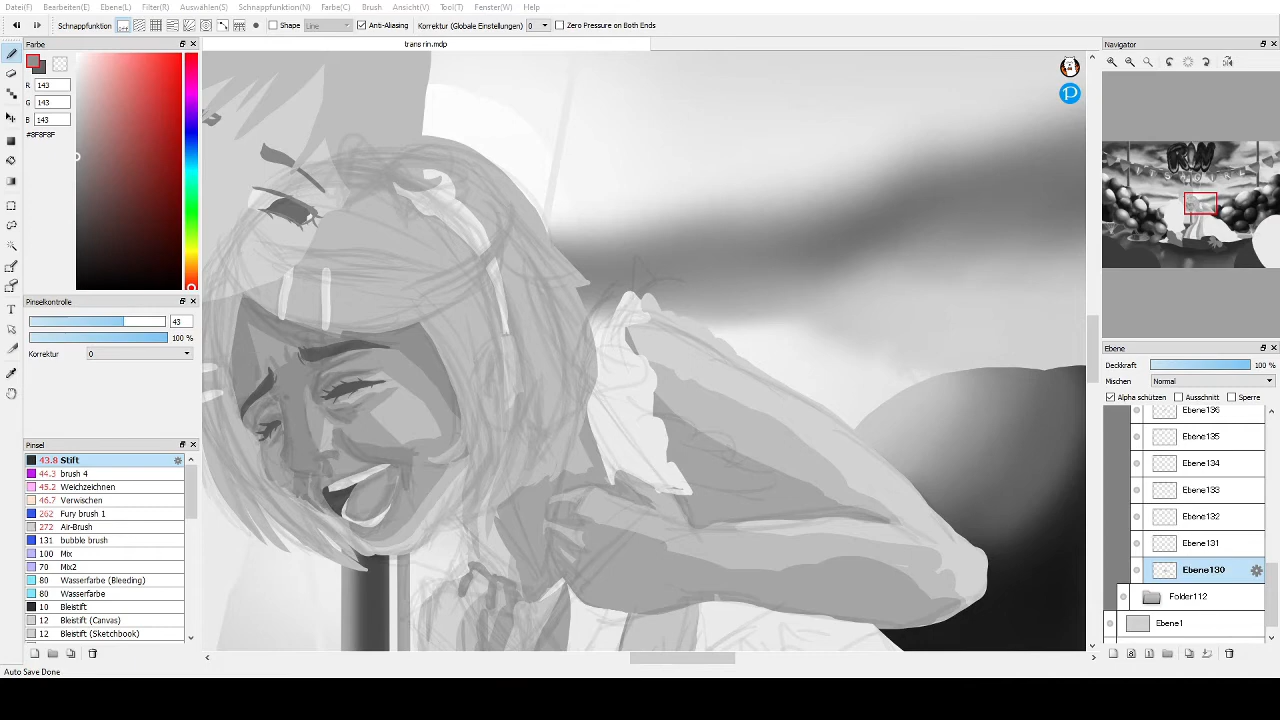 Datei(F) Bearbeiten(E) Ebene(L) Filter(R) Auswählen(S) Schnappfunktion(N) Farbe(C) Brush Ansicht(V) Tool(T) Fenster(W) Help
Schnappfunktion Shape Line Anti-Aliasing Korrektur (Globale Einstellungen) 0 Zero Pressure on Both Ends
Farbe
trans rin.mdp
Navigator
R 143
G 143
B 143
#8F8F8F
RIN
Pinselkontrolle
43
100 %
Korrektur 0
Ebene
Deckkraft 100 %
Mischen Normal
Alpha schützen Ausschnitt Sperre
Ebene136
Ebene135
Ebene134
Ebene133
Ebene132
Ebene131
Ebene130
Folder112
Ebene1
Pinsel
43.8 Stift
44.3 brush 4
45.2 Weichzeichnen
46.7 Verwischen
262 Fury brush 1
272 Air-Brush
131 bubble brush
100 Mix
70 Mix2
80 Wasserfarbe (Bleeding)
80 Wasserfarbe
10 Bleistift
12 Bleistift (Canvas)
12 Bleistift (Sketchbook)
Auto Save Done